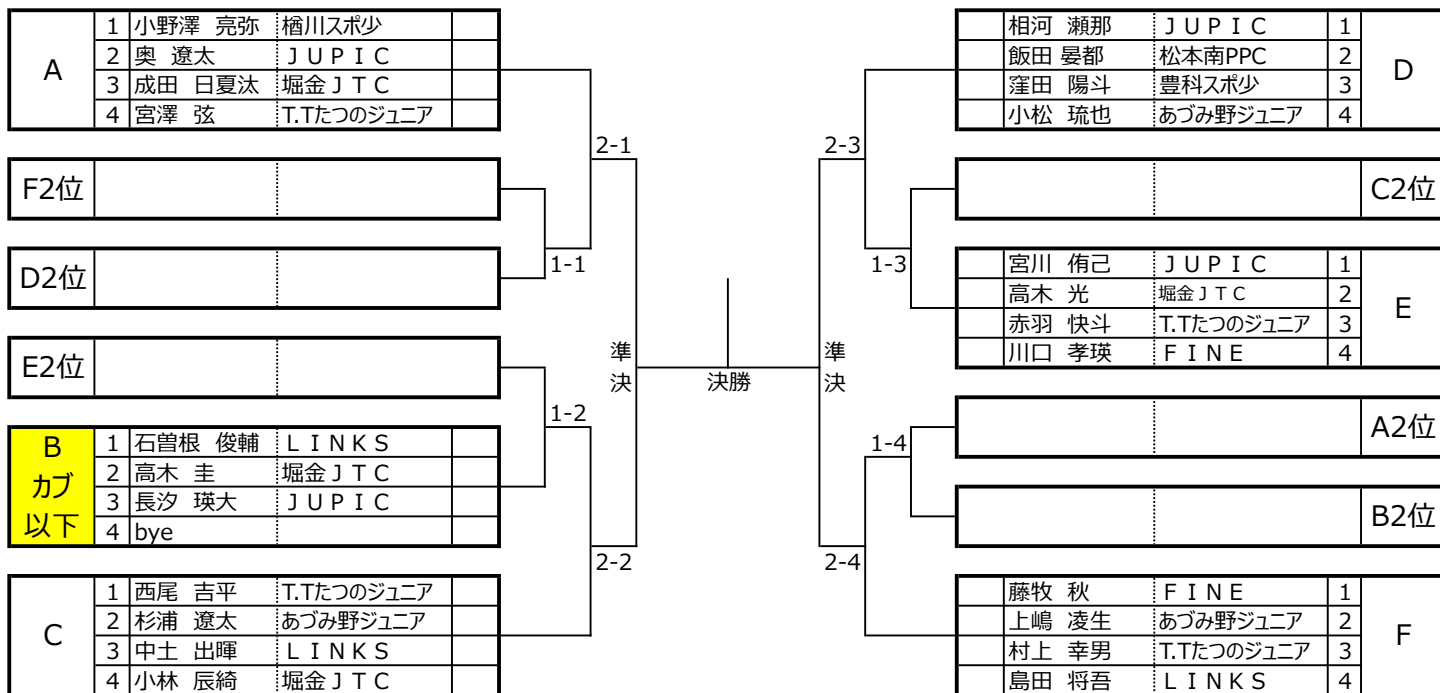 A
1 小野澤 亮弥 楢川スポ少
2 奥 遼太 ＪＵＰＩＣ
3 成田 日夏汰 堀金ＪＴＣ
4 宮澤 弦 T.Tたつのジュニア
F2位
D2位
E2位
B
カブ
以下
1 石曽根 俊輔 ＬＩＮＫＳ
2 高木 圭 堀金ＪＴＣ
3 長汐 瑛大 ＪＵＰＩＣ
4 bye
C
1 西尾 吉平 T.Tたつのジュニア
2 杉浦 遼太 あづみ野ジュニア
3 中土 出暉 ＬＩＮＫＳ
4 小林 辰綺 堀金ＪＴＣ
2-1
1-1
1-2
2-2
準
決
決勝
準
決
2-3
1-3
1-4
2-4
相河 瀬那 ＪＵＰＩＣ 1
飯田 晏都 松本南PPC 2
窪田 陽斗 豊科スポ少 3
小松 琉也 あづみ野ジュニア 4
D
C2位
宮川 侑己 ＪＵＰＩＣ 1
高木 光 堀金ＪＴＣ 2
赤羽 快斗 T.Tたつのジュニア 3
川口 孝瑛 ＦＩＮＥ 4
E
A2位
B2位
藤牧 秋 ＦＩＮＥ 1
上嶋 凌生 あづみ野ジュニア 2
村上 幸男 T.Tたつのジュニア 3
島田 将吾 ＬＩＮＫＳ 4
F